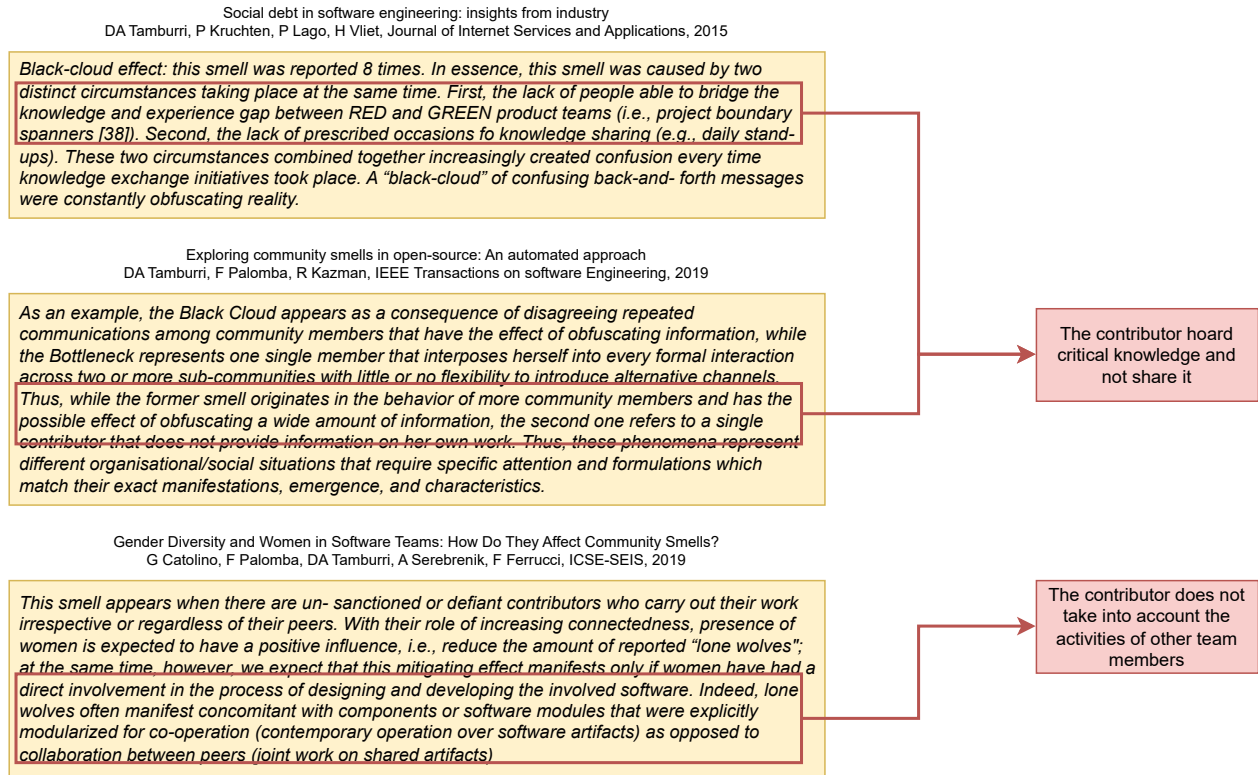 Social debt in software engineering: insights from industry
DA Tamburri, P Kruchten, P Lago, H Vliet, Journal of Internet Services and Applications, 2015
Black-cloud effect: this smell was reported 8 times. In essence, this smell was caused by two
distinct circumstances taking place at the same time. First, the lack of people able to bridge the
knowledge and experience gap between RED and GREEN product teams (i.e., project boundary
spanners [38]). Second, the lack of prescribed occasions fo knowledge sharing (e.g., daily stand-
ups). These two circumstances combined together increasingly created confusion every time
knowledge exchange initiatives took place. A “black-cloud” of confusing back-and- forth messages
were constantly obfuscating reality.
Exploring community smells in open-source: An automated approach
DA Tamburri, F Palomba, R Kazman, IEEE Transactions on software Engineering, 2019
As an example, the Black Cloud appears as a consequence of disagreeing repeated
communications among community members that have the effect of obfuscating information, while
the Bottleneck represents one single member that interposes herself into every formal interaction
across two or more sub-communities with little or no flexibility to introduce alternative channels.
Thus, while the former smell originates in the behavior of more community members and has the
possible effect of obfuscating a wide amount of information, the second one refers to a single
contributor that does not provide information on her own work. Thus, these phenomena represent
different organisational/social situations that require specific attention and formulations which
match their exact manifestations, emergence, and characteristics.
The contributor hoard
critical knowledge and
not share it
Gender Diversity and Women in Software Teams: How Do They Affect Community Smells?
G Catolino, F Palomba, DA Tamburri, A Serebrenik, F Ferrucci, ICSE-SEIS, 2019
This smell appears when there are un- sanctioned or defiant contributors who carry out their work
irrespective or regardless of their peers. With their role of increasing connectedness, presence of
women is expected to have a positive influence, i.e., reduce the amount of reported “lone wolves";
at the same time, however, we expect that this mitigating effect manifests only if women have had a
direct involvement in the process of designing and developing the involved software. Indeed, lone
wolves often manifest concomitant with components or software modules that were explicitly
modularized for co-operation (contemporary operation over software artifacts) as opposed to
collaboration between peers (joint work on shared artifacts)
The contributor does not
take into account the
activities of other team
members